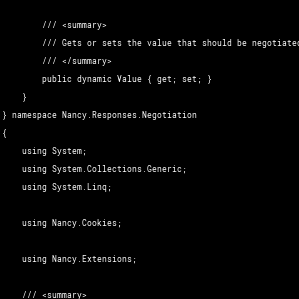 /// <summary>
/// Gets or sets the value that should be negotiated
/// </summary>
public dynamic Value { get; set; }
}
} namespace Nancy.Responses.Negotiation
{
using System;
using System.Collections.Generic;
using System.Linq;
using Nancy.Cookies;
using Nancy.Extensions;
/// <summary>